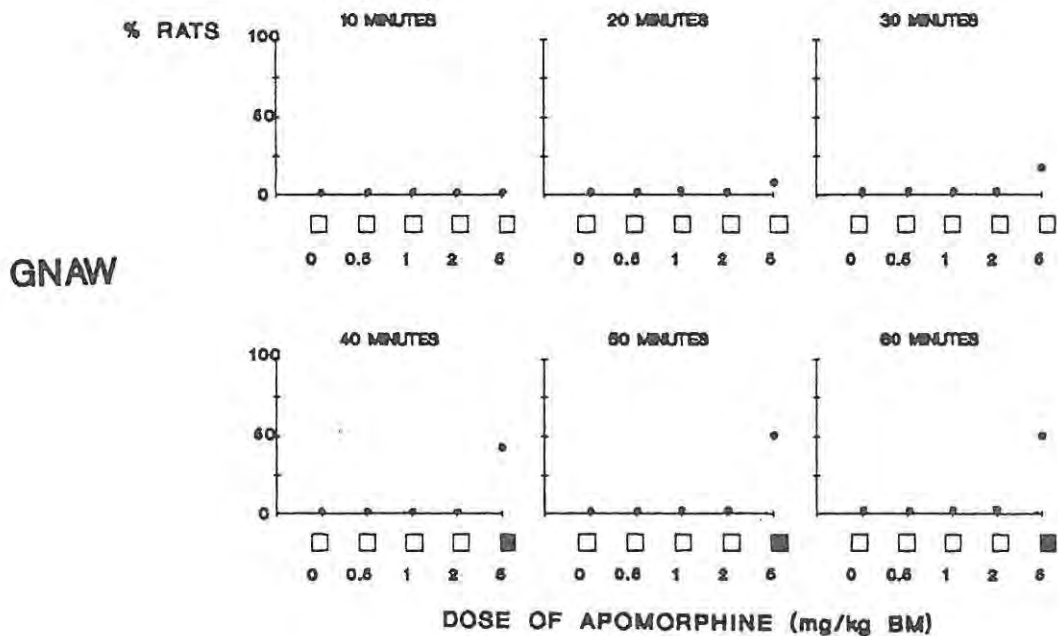 % RATS
100
10 MINUTES
20 MINUTES
30 MINUTES
50
0
0 0.5 1 2 5
0 0.5 1 2 5
0 0.5 1 2 5
GNAW
100
40 MINUTES
50 MINUTES
60 MINUTES
50
0
0 0.5 1 2 5
0 0.5 1 2 5
0 0.5 1 2 5
DOSE OF APOMORPHINE (mg/kg BM)